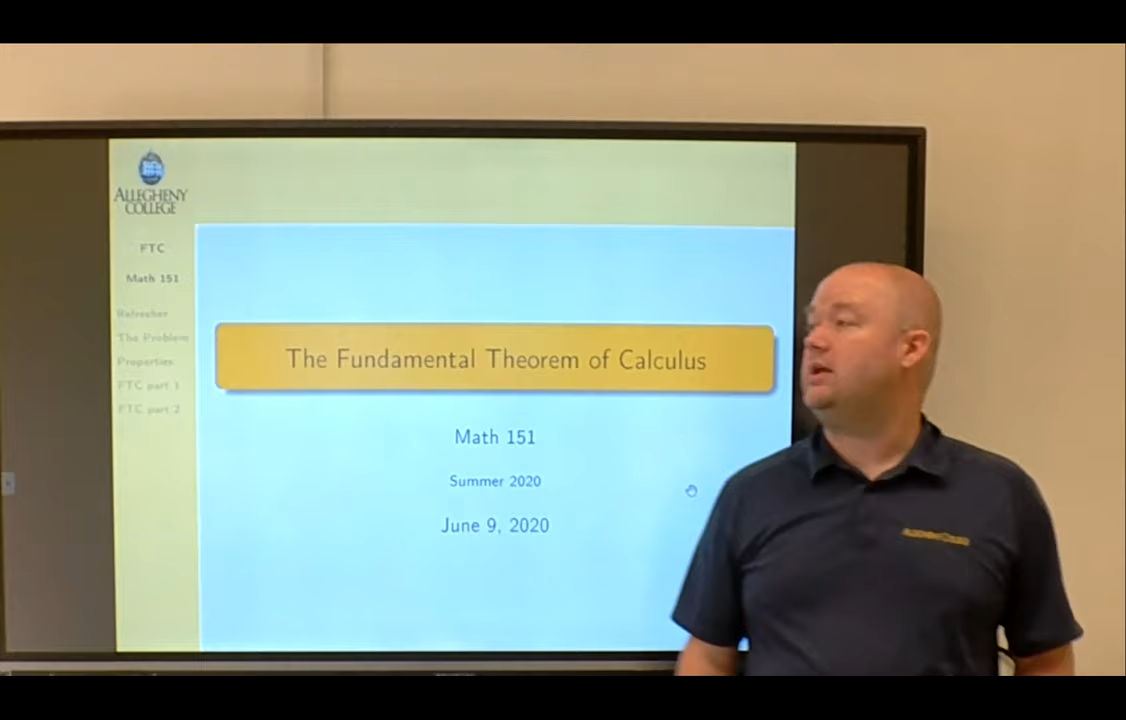 ALLEGHENY
COLLEGE
FTC
Math 151
Refresher
The Problem
Properties
FTC part 1
FTC part 2
The Fundamental Theorem of Calculus
Math 151
Summer 2020
June 9, 2020